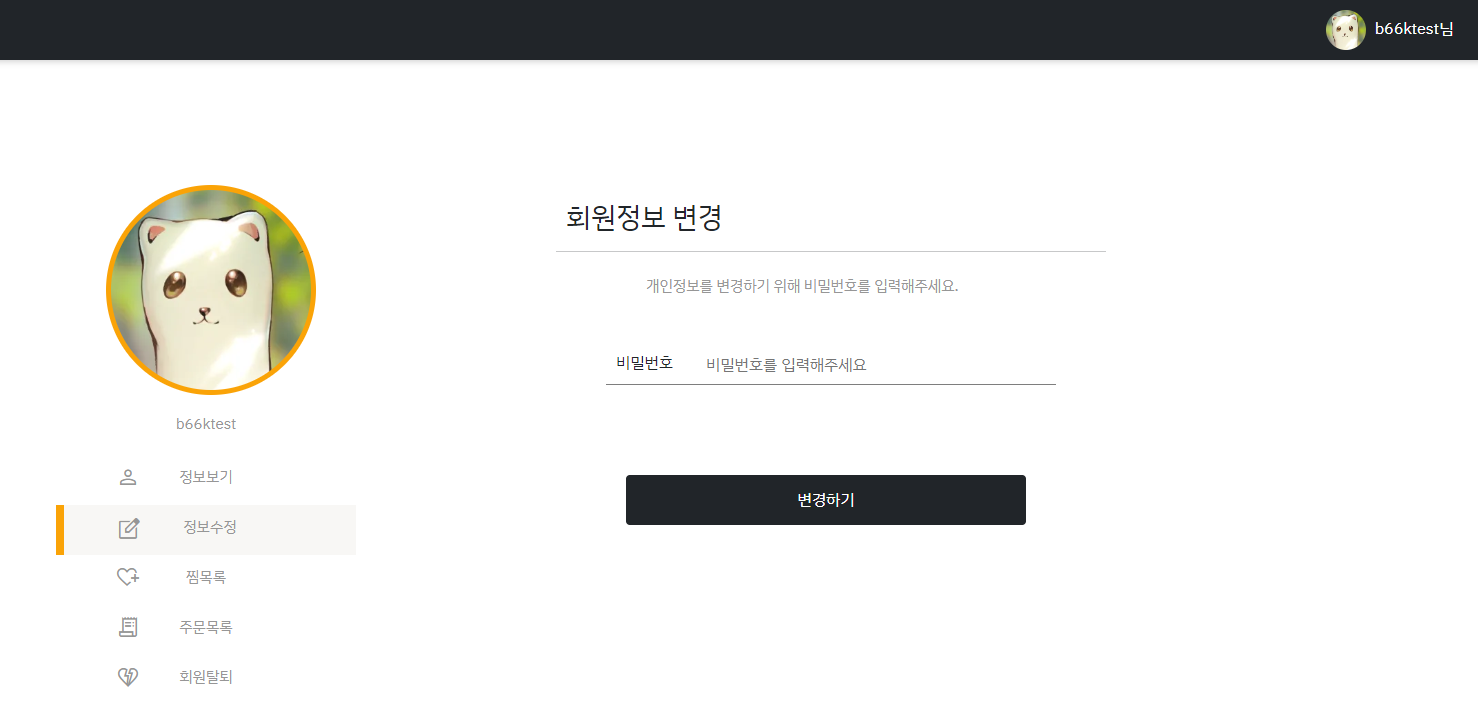 b66ktest님
회원정보 변경
개인정보를 변경하기 위해 비밀번호를 입력해주세요.
비밀번호 비밀번호를 입력해주세요
변경하기
b66ktest
정보보기
정보수정
찜목록
주문목록
회원탈퇴